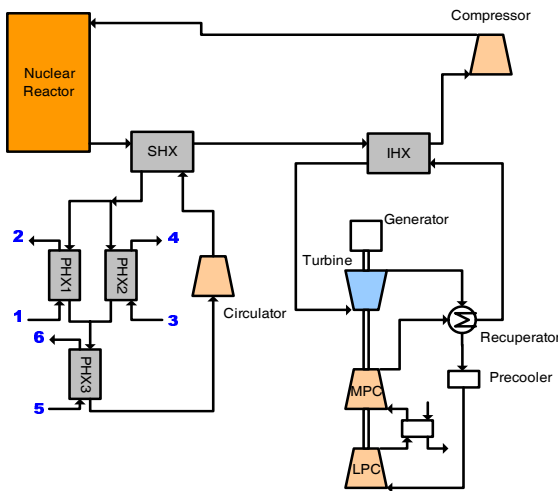 Compressor
Nuclear
Reactor
SHX
IHX
Generator
2
4
PHX1
PHX2
Turbine
1
3
Circulator
6
Recuperator
PHX3
Precooler
5
MPC
LPC